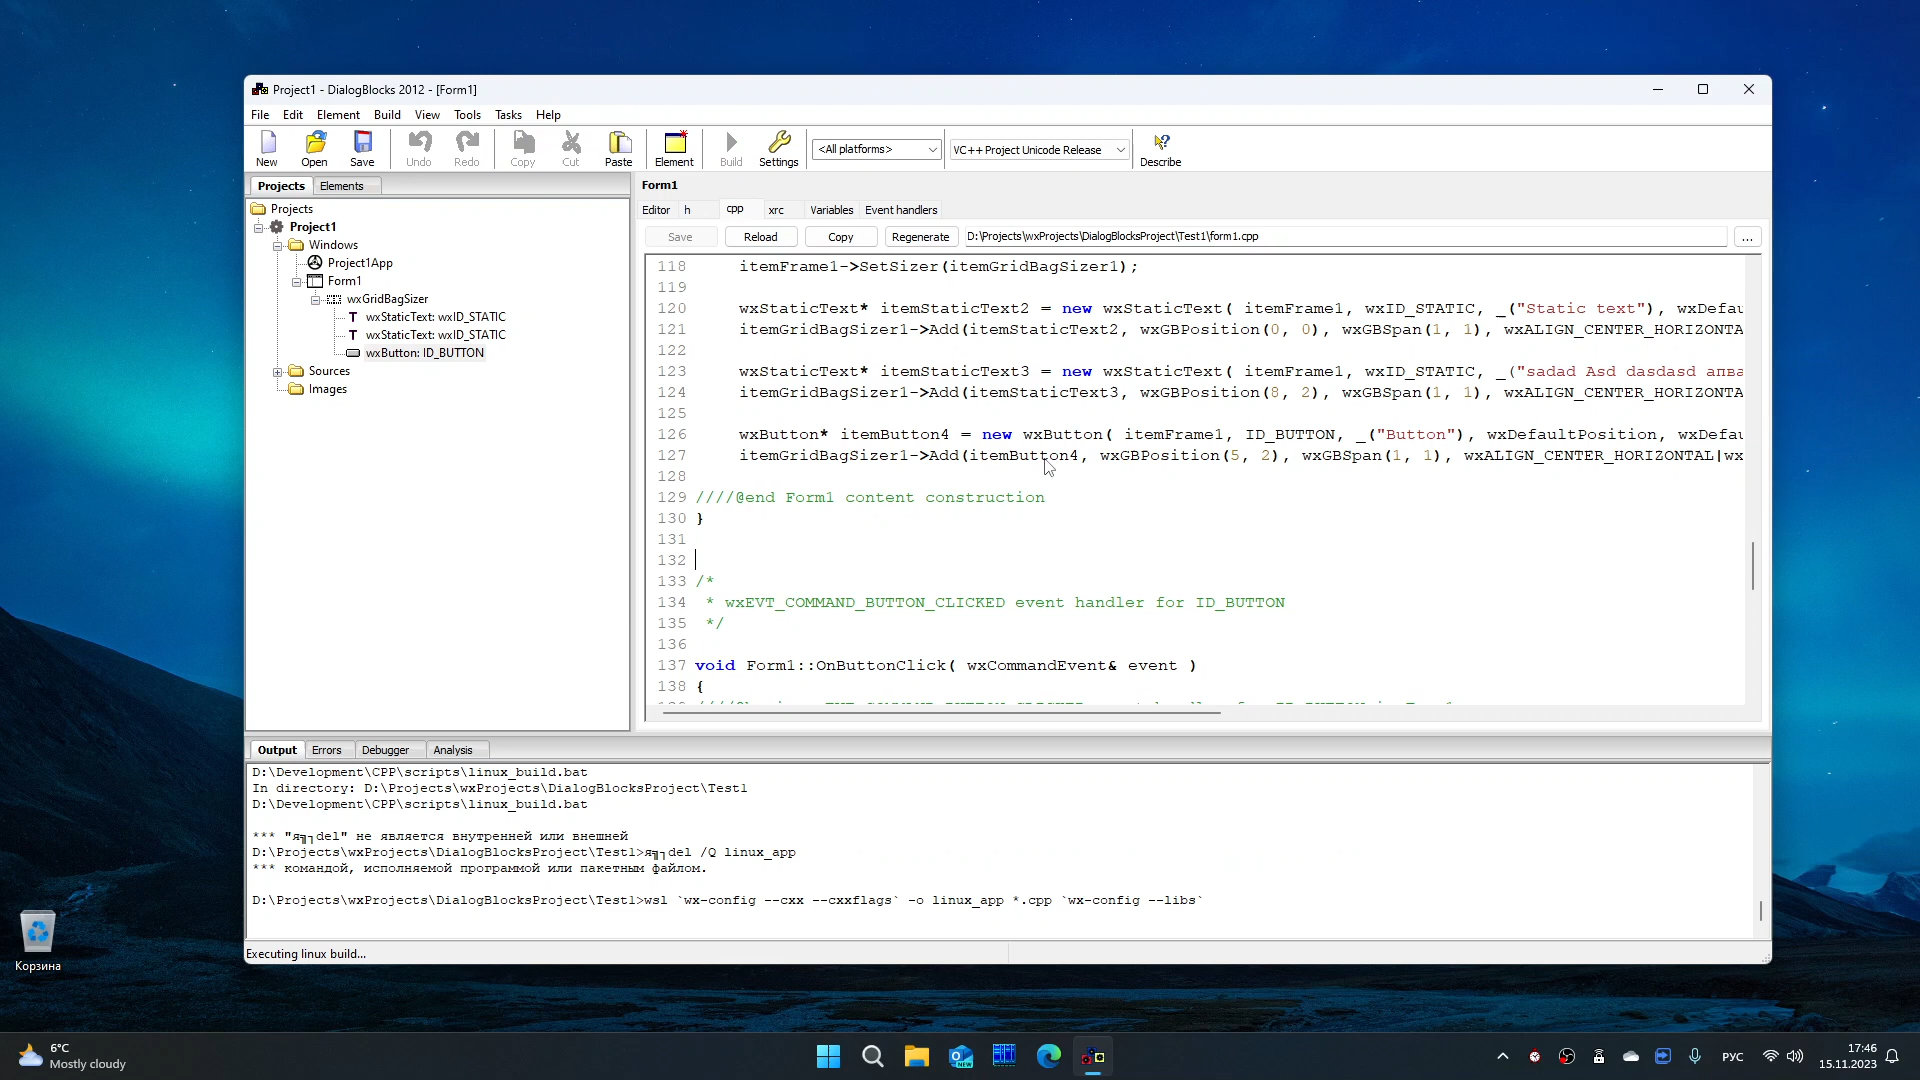 Project1 - DialogBlocks 2012 - [Form1]
File Edit Element Build View Tools Tasks Help
New Open Save Undo Redo Copy Cut Paste Element Build Settings <All platforms> VC++ Project Unicode Release Describe
Projects Elements
Projects
Project1
Windows
Project1App
Form1
wxGridBagSizer
wxStaticText: wxID_STATIC
wxStaticText: wxID_STATIC
wxButton: ID_BUTTON
Sources
Images
Form1
Editor h cpp xrc Variables Event handlers
Save Reload Copy Regenerate D:\Projects\wxProjects\DialogBlocksProject\Test1\form1.cpp ...
118 itemFrame1->SetSizer(itemGridBagSizer1);
119
120 wxStaticText* itemStaticText2 = new wxStaticText( itemFrame1, wxID_STATIC, _("Static text"), wxDefau
121 itemGridBagSizer1->Add(itemStaticText2, wxGBPosition(0, 0), wxGBSpan(1, 1), wxALIGN_CENTER_HORIZONTA
122
123 wxStaticText* itemStaticText3 = new wxStaticText( itemFrame1, wxID_STATIC, _("sadad Asd dasdasd апва
124 itemGridBagSizer1->Add(itemStaticText3, wxGBPosition(8, 2), wxGBSpan(1, 1), wxALIGN_CENTER_HORIZONTA
125
126 wxButton* itemButton4 = new wxButton( itemFrame1, ID_BUTTON, _("Button"), wxDefaultPosition, wxDefau
127 itemGridBagSizer1->Add(itemButton4, wxGBPosition(5, 2), wxGBSpan(1, 1), wxALIGN_CENTER_HORIZONTAL|wx
128
129 ////@end Form1 content construction
130 }
131
132
133 /*
134 * wxEVT_COMMAND_BUTTON_CLICKED event handler for ID_BUTTON
135 */
136
137 void Form1::OnButtonClick( wxCommandEvent& event )
138 {
Output Errors Debugger Analysis
D:\Development\CPP\scripts\linux_build.bat
In directory: D:\Projects\wxProjects\DialogBlocksProject\Test1
D:\Development\CPP\scripts\linux_build.bat
*** "я╗┐del" не является внутренней или внешней
D:\Projects\wxProjects\DialogBlocksProject\Test1>я╗┐del /Q linux_app
*** командой, исполняемой программой или пакетным файлом.
D:\Projects\wxProjects\DialogBlocksProject\Test1>wsl `wx-config --cxx --cxxflags` -o linux_app *.cpp `wx-config --libs`
Executing linux build...
Корзина
6°C
Mostly cloudy
NEW
РУС
17:46
15.11.2023